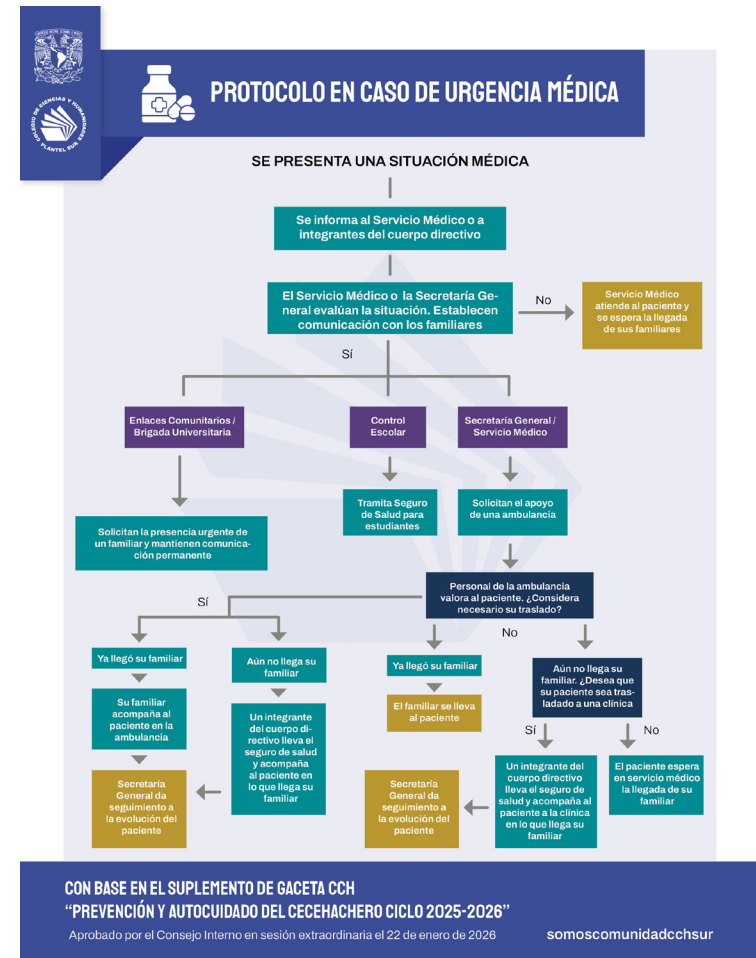 COLEGIO DE CIENCIAS Y HUMANIDADES
PLANTEL SUR
PROTOCOLO EN CASO DE URGENCIA MÉDICA
SE PRESENTA UNA SITUACIÓN MÉDICA
Se informa al Servicio Médico o a
integrantes del cuerpo directivo
El Servicio Médico o la Secretaría Ge-
neral evalúan la situación. Establecen
comunicación con los familiares
No
Servicio Médico
atiende al paciente y
se espera la llegada
de sus familiares
Sí
Enlaces Comunitarios /
Brigada Universitaria
Control
Escolar
Secretaría General /
Servicio Médico
Solicitan la presencia urgente de
un familiar y mantienen comunica-
ción permanente
Tramita Seguro
de Salud para
estudiantes
Solicitan el apoyo
de una ambulancia
Personal de la ambulancia
valora al paciente. ¿Considera
necesario su traslado?
Sí
Ya llegó su familiar
Su familiar
acompaña al
paciente en la
ambulancia
Aún no llega su
familiar
Un integrante
del cuerpo di-
rectivo lleva el
seguro de salud
y acompaña
al paciente en
lo que llega su
familiar
Secretaría
General da
seguimiento a
la evolución del
paciente
No
Ya llegó su familiar
El familiar se lleva
al paciente
Aún no llega su
familiar. ¿Desea que
su paciente sea tras-
ladado a una clínica
Sí
Un integrante del
cuerpo directivo
lleva el seguro de
salud y acompaña al
paciente a la clínica
en lo que llega su
familiar
Secretaría
General da
seguimiento a
la evolución del
paciente
No
El paciente espera
en servicio médico
la llegada de su
familiar
CON BASE EN EL SUPLEMENTO DE GACETA CCH
“PREVENCIÓN Y AUTOCUIDADO DEL CECEHACHERO CICLO 2025-2026”
Aprobado por el Consejo Interno en sesión extraordinaria el 22 de enero de 2026
somoscomunidadcchsur